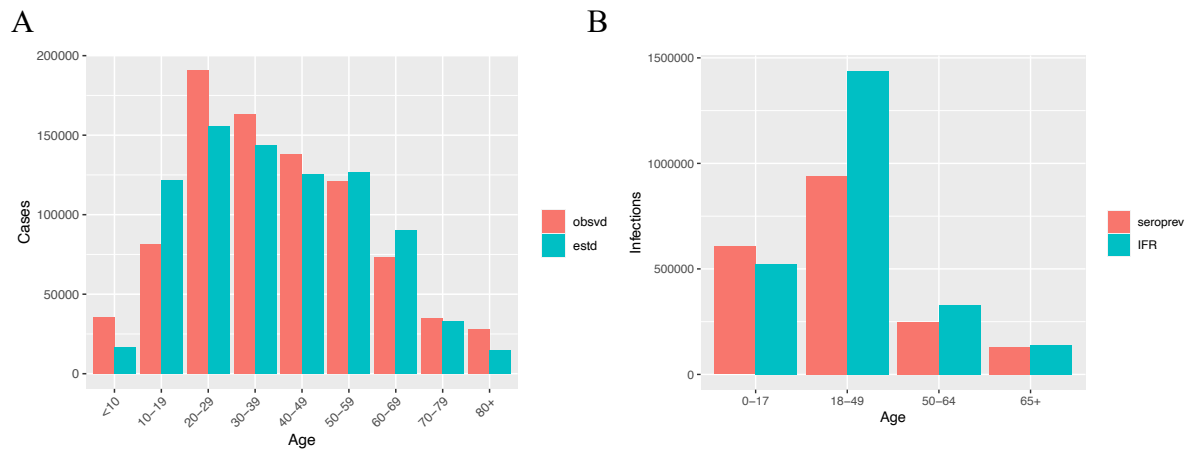 A
200000
150000
100000
50000
0
Cases
<10
10−19
20−29
30−39
40−49
50−59
60−69
70−79
80+
Age
obsvd
estd
B
1500000
1000000
500000
0
Infections
0−17
18−49
50−64
65+
Age
seroprev
IFR